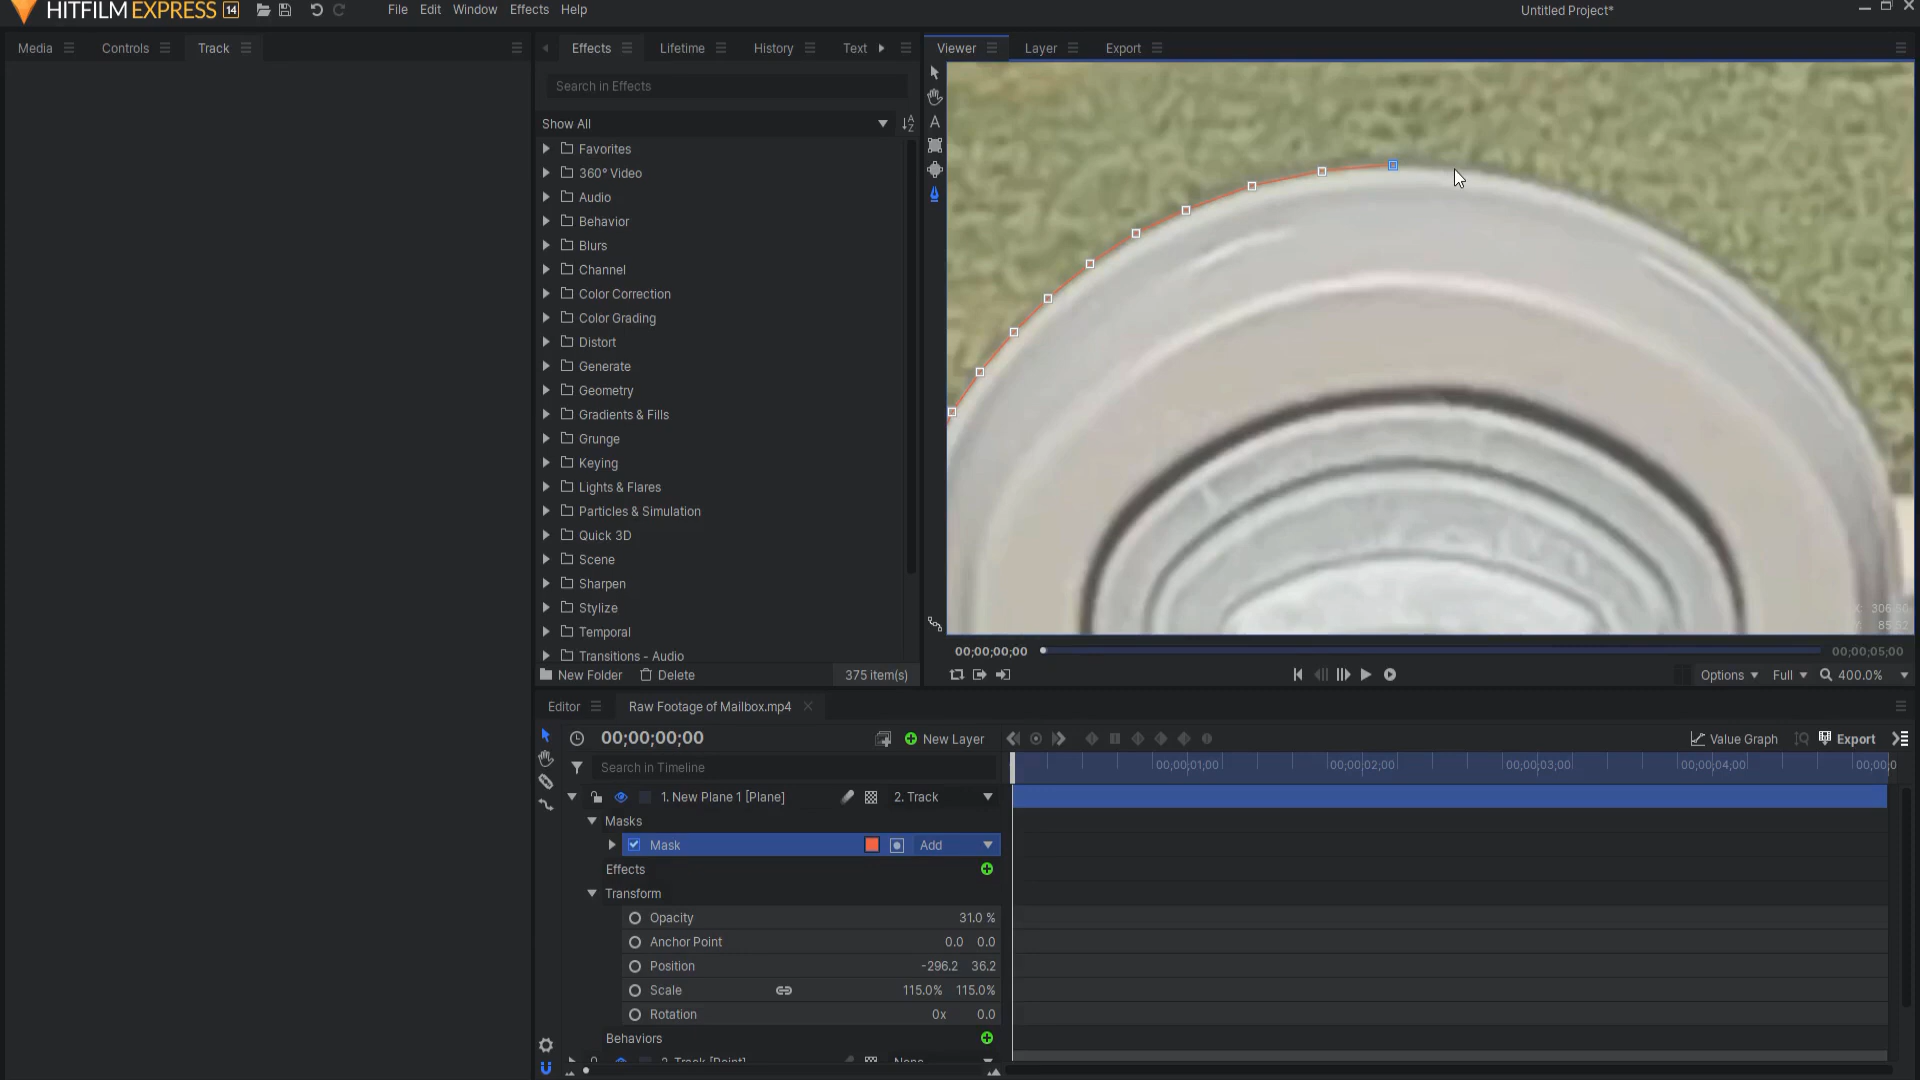 HITFILM EXPRESS 14
File Edit Window Effects Help
Untitled Project*
Media Controls Track
Effects Lifetime History Text
Viewer Layer Export
Search in Effects
Show All
Favorites
360° Video
Audio
Behavior
Blurs
Channel
Color Correction
Color Grading
Distort
Generate
Geometry
Gradients & Fills
Grunge
Keying
Lights & Flares
Particles & Simulation
Quick 3D
Scene
Sharpen
Stylize
Temporal
Transitions - Audio
New Folder Delete 375 item(s)
A
00;00;00;00
00;00;05;00
Options Full 400.0%
Editor Raw Footage of Mailbox.mp4
00;00;00;00 New Layer
Value Graph Export
Search in Timeline
00;00;01;00 00;00;02;00 00;00;03;00 00;00;04;00 00;00;0
1. New Plane 1 [Plane] 2. Track
Masks
Mask Add
Effects
Transform
Opacity 31.0 %
Anchor Point 0.0 0.0
Position -296.2 36.2
Scale 115.0% 115.0%
Rotation 0x 0.0
Behaviors
2. Track [Point] None